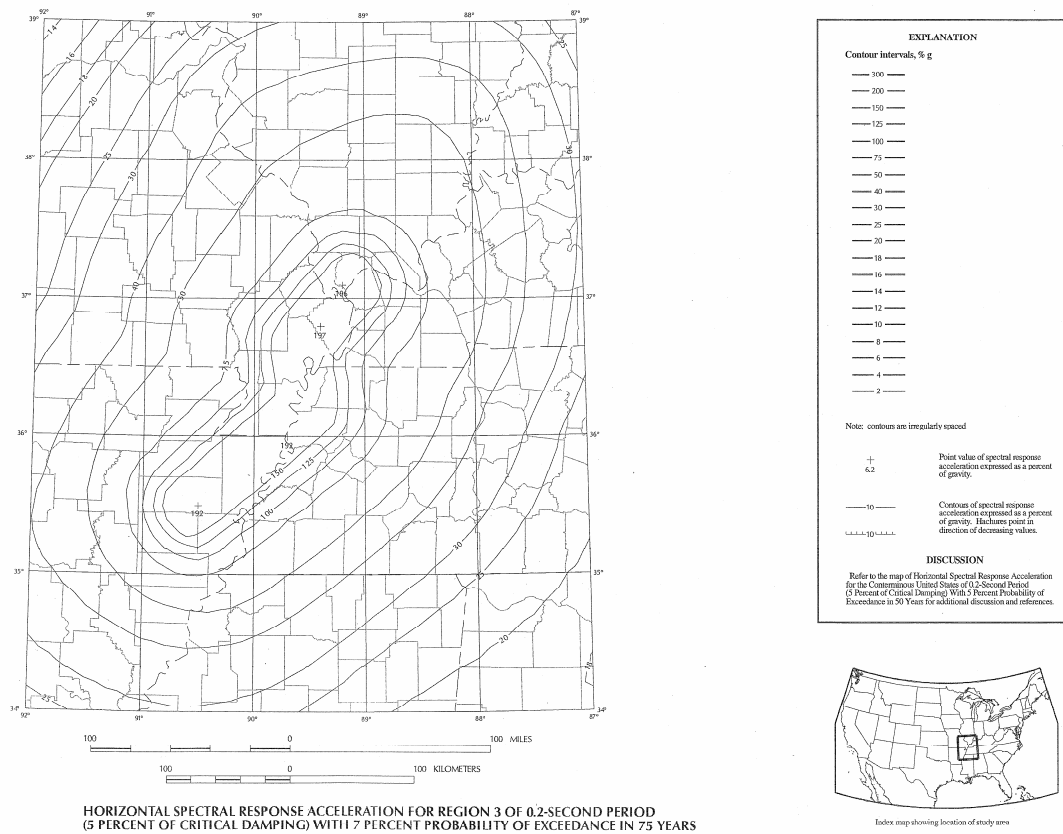 92° 91° 90° 89° 88° 87°
39° 39°
14
16
18
20
25
25
30
30
38° 38°
40
50
186
37° 37°
197
75
36° 36°
192
150 125
100
192
30
35° 35°
25
20
18
25
34° 34°
92° 91° 90° 89° 88° 87°
100 0 100 MILES
100 0 100 KILOMETERS
HORIZONTAL SPECTRAL RESPONSE ACCELERATION FOR REGION 3 OF 0.2-SECOND PERIOD
(5 PERCENT OF CRITICAL DAMPING) WITH 7 PERCENT PROBABILITY OF EXCEEDANCE IN 75 YEARS
EXPLANATION
Contour intervals, % g
300
200
150
125
100
75
50
40
30
25
20
18
16
14
12
10
8
6
4
2
Note: contours are irregularly spaced
+
6.2
Point value of spectral response
acceleration expressed as a percent
of gravity.
10
10
Contours of spectral response
acceleration expressed as a percent
of gravity. Hachures point in
direction of decreasing values.
DISCUSSION
Refer to the map of Horizontal Spectral Response Acceleration
for the Conterminous United States of 0.2-Second Period
(5 Percent of Critical Damping) With 5 Percent Probability of
Exceedance in 50 Years for additional discussion and references.
Index map showing location of study area